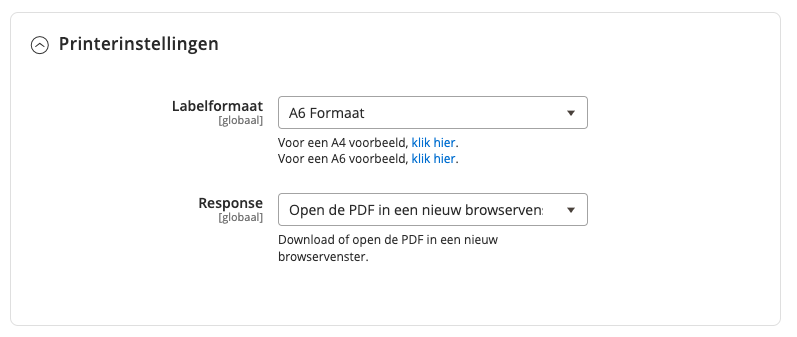 Printerinstellingen
Labelformaat
[globaal]
A6 Formaat
Voor een A4 voorbeeld, klik hier.
Voor een A6 voorbeeld, klik hier.
Response
[globaal]
Open de PDF in een nieuw browserven
Download of open de PDF in een nieuw
browservenster.